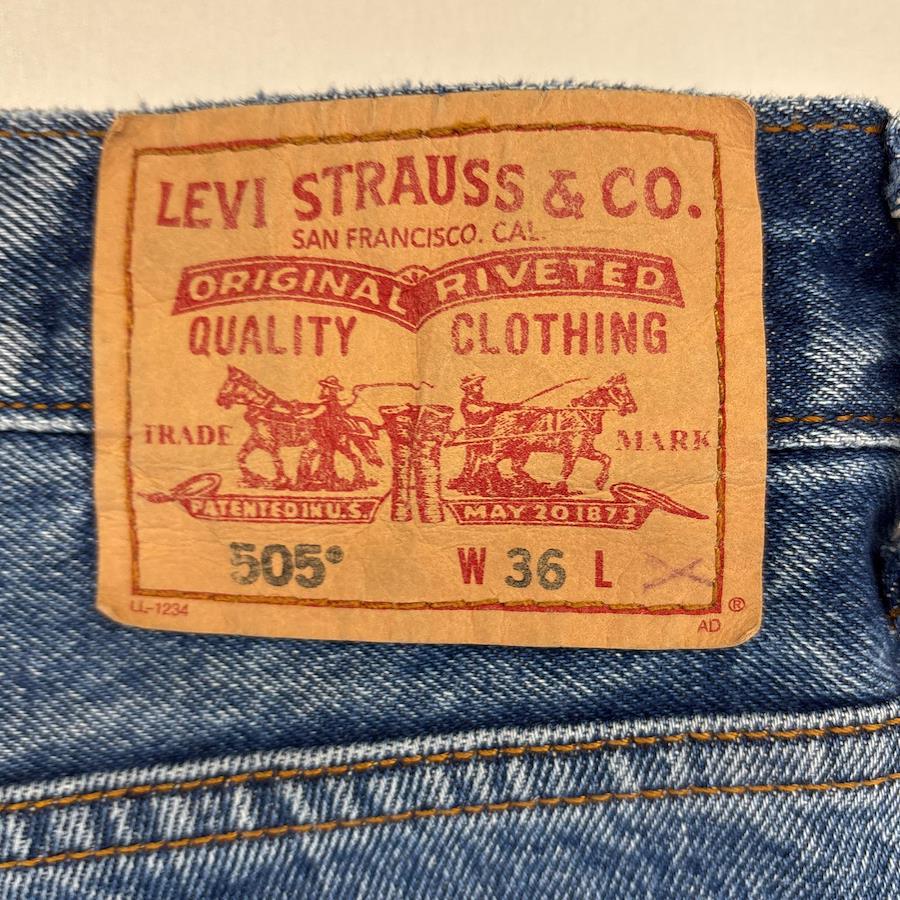 LEVI STRAUSS & CO.
SAN FRANCISCO. CAL.
ORIGINAL RIVETED
QUALITY CLOTHING
TRADE MARK
PATENTED IN U.S. MAY 20 1873
505® W 36 L X
LL-1234 ®
AD